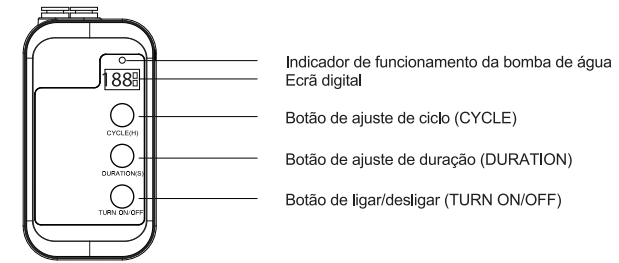 Indicador de funcionamento da bomba de água
188
Ecrã digital
Botão de ajuste de ciclo (CYCLE)
CYCLE(H)
Botão de ajuste de duração (DURATION)
DURATION(S)
Botão de ligar/desligar (TURN ON/OFF)
TURN ON/OFF